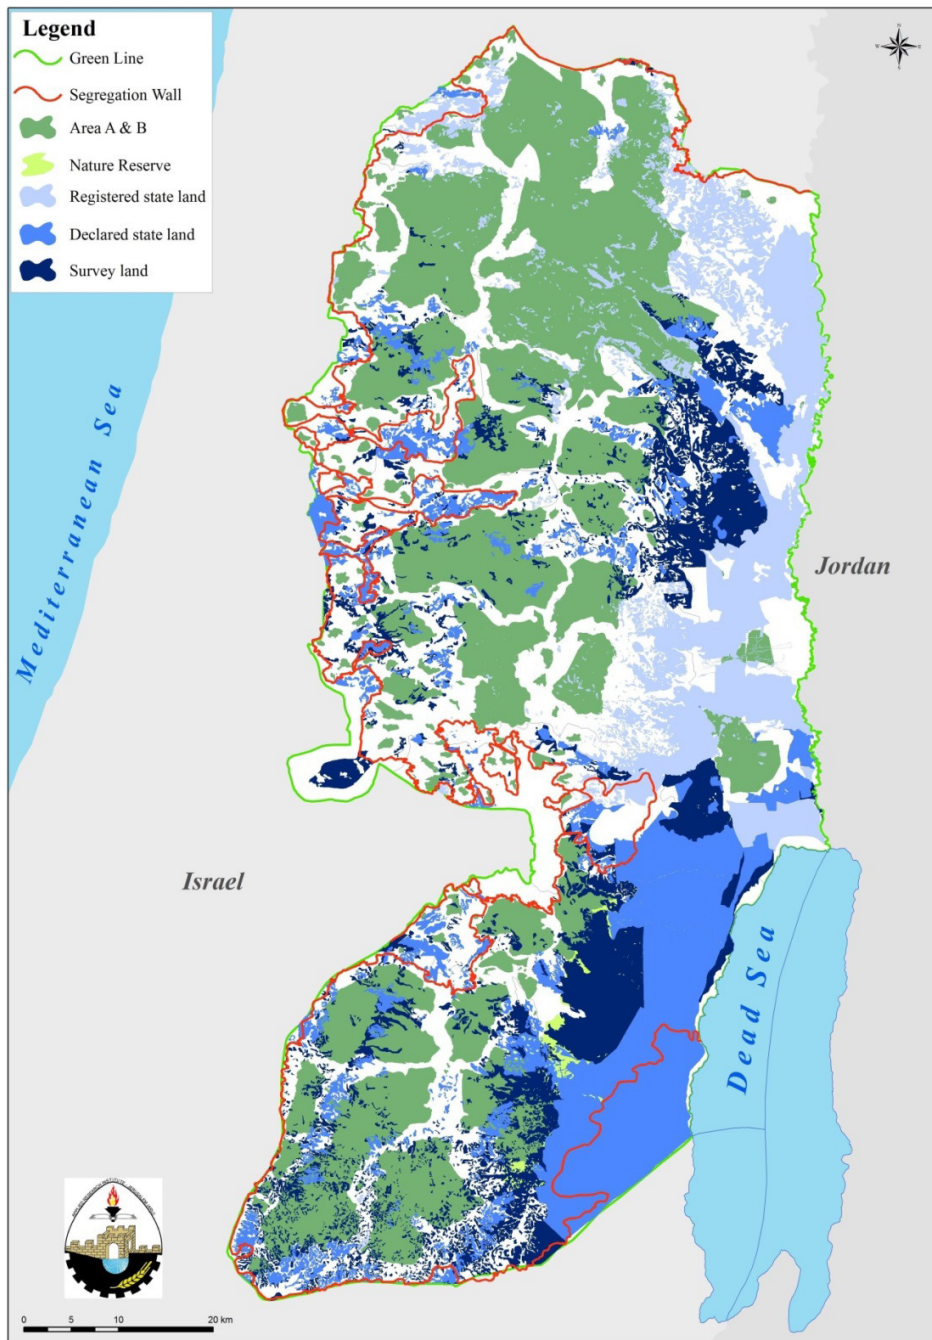 Legend
Green Line
Segregation Wall
Area A & B
Nature Reserve
Registered state land
Declared state land
Survey land
N
W
E
S
Mediterranean Sea
Jordan
Israel
Dead Sea
0 5 10 20 km